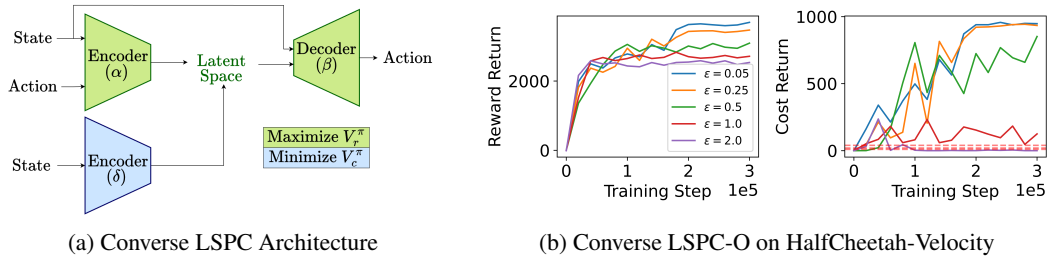 State
Action
Encoder
(α)
Latent
Space
Decoder
(β)
Action
State
Encoder
(δ)
Maximize V_r^π
Minimize V_c^π
(a) Converse LSPC Architecture
Reward Return
2000
0
0
1
2
3
Training Step
1e5
ε = 0.05
ε = 0.25
ε = 0.5
ε = 1.0
ε = 2.0
Cost Return
1000
500
0
0
1
2
3
Training Step
1e5
(b) Converse LSPC-O on HalfCheetah-Velocity